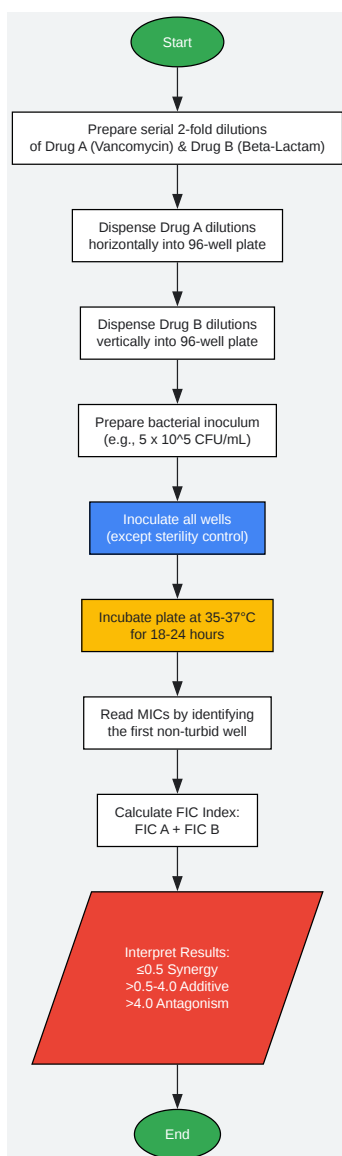 Start
Prepare serial 2-fold dilutions
of Drug A (Vancomycin) & Drug B (Beta-Lactam)
Dispense Drug A dilutions
horizontally into 96-well plate
Dispense Drug B dilutions
vertically into 96-well plate
Prepare bacterial inoculum
(e.g., 5 x 10^5 CFU/mL)
Inoculate all wells
(except sterility control)
Incubate plate at 35-37°C
for 18-24 hours
Read MICs by identifying
the first non-turbid well
Calculate FIC Index:
FIC A + FIC B
Interpret Results:
≤0.5 Synergy
>0.5-4.0 Additive
>4.0 Antagonism
End